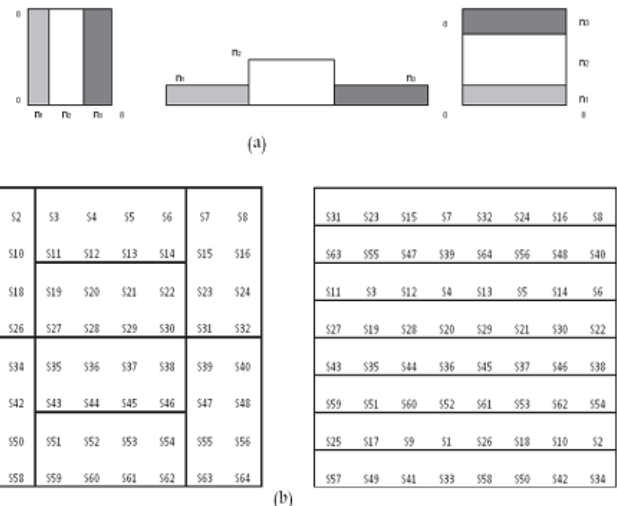 8
0
n₁ n₂ n₃ 8
n₁
n₂
n₃
8
0
n₃
n₂
n₁
8
(a)
S2 S3 S4 S5 S6 S7 S8
S10 S11 S12 S13 S14 S15 S16
S18 S19 S20 S21 S22 S23 S24
S26 S27 S28 S29 S30 S31 S32
S34 S35 S36 S37 S38 S39 S40
S42 S43 S44 S45 S46 S47 S48
S50 S51 S52 S53 S54 S55 S56
S58 S59 S60 S61 S62 S63 S64
S31 S23 S15 S7 S32 S24 S16 S8
S63 S55 S47 S39 S64 S56 S48 S40
S11 S3 S12 S4 S13 S5 S14 S6
S27 S19 S28 S20 S29 S21 S30 S22
S43 S35 S44 S36 S45 S37 S46 S38
S59 S51 S60 S52 S61 S53 S62 S54
S25 S17 S9 S1 S26 S18 S10 S2
S57 S49 S41 S33 S58 S50 S42 S34
(b)